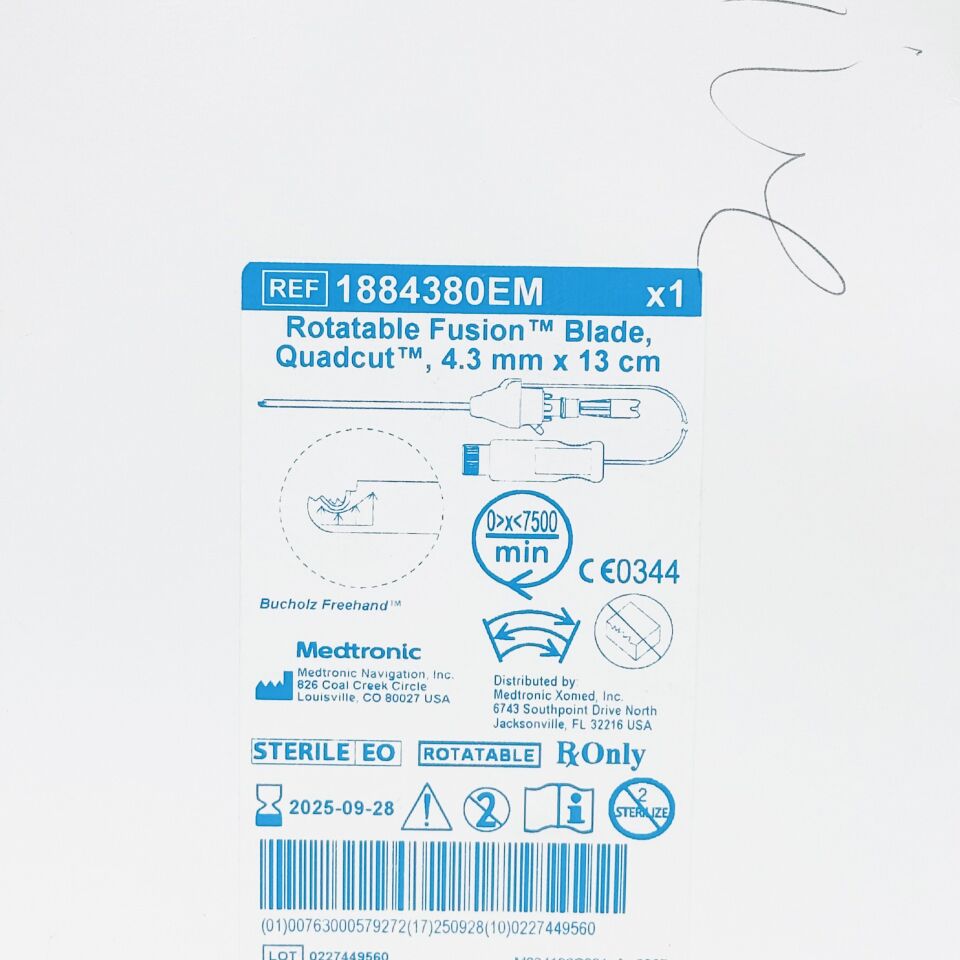 REF 1884380EM x1
Rotatable Fusion™ Blade,
Quadcut™, 4.3 mm x 13 cm
0>x<7500
min
CE0344
Bucholz Freehand™
Medtronic
Medtronic Navigation, Inc.
826 Coal Creek Circle
Louisville, CO 80027 USA
Distributed by:
Medtronic Xomed, Inc.
6743 Southpoint Drive North
Jacksonville, FL 32216 USA
STERILE EO ROTATABLE ℞ Only
2025-09-28 2 i 2 STERILIZE
(01)00763000579272(17)250928(10)0227449560
LOT 0227449560